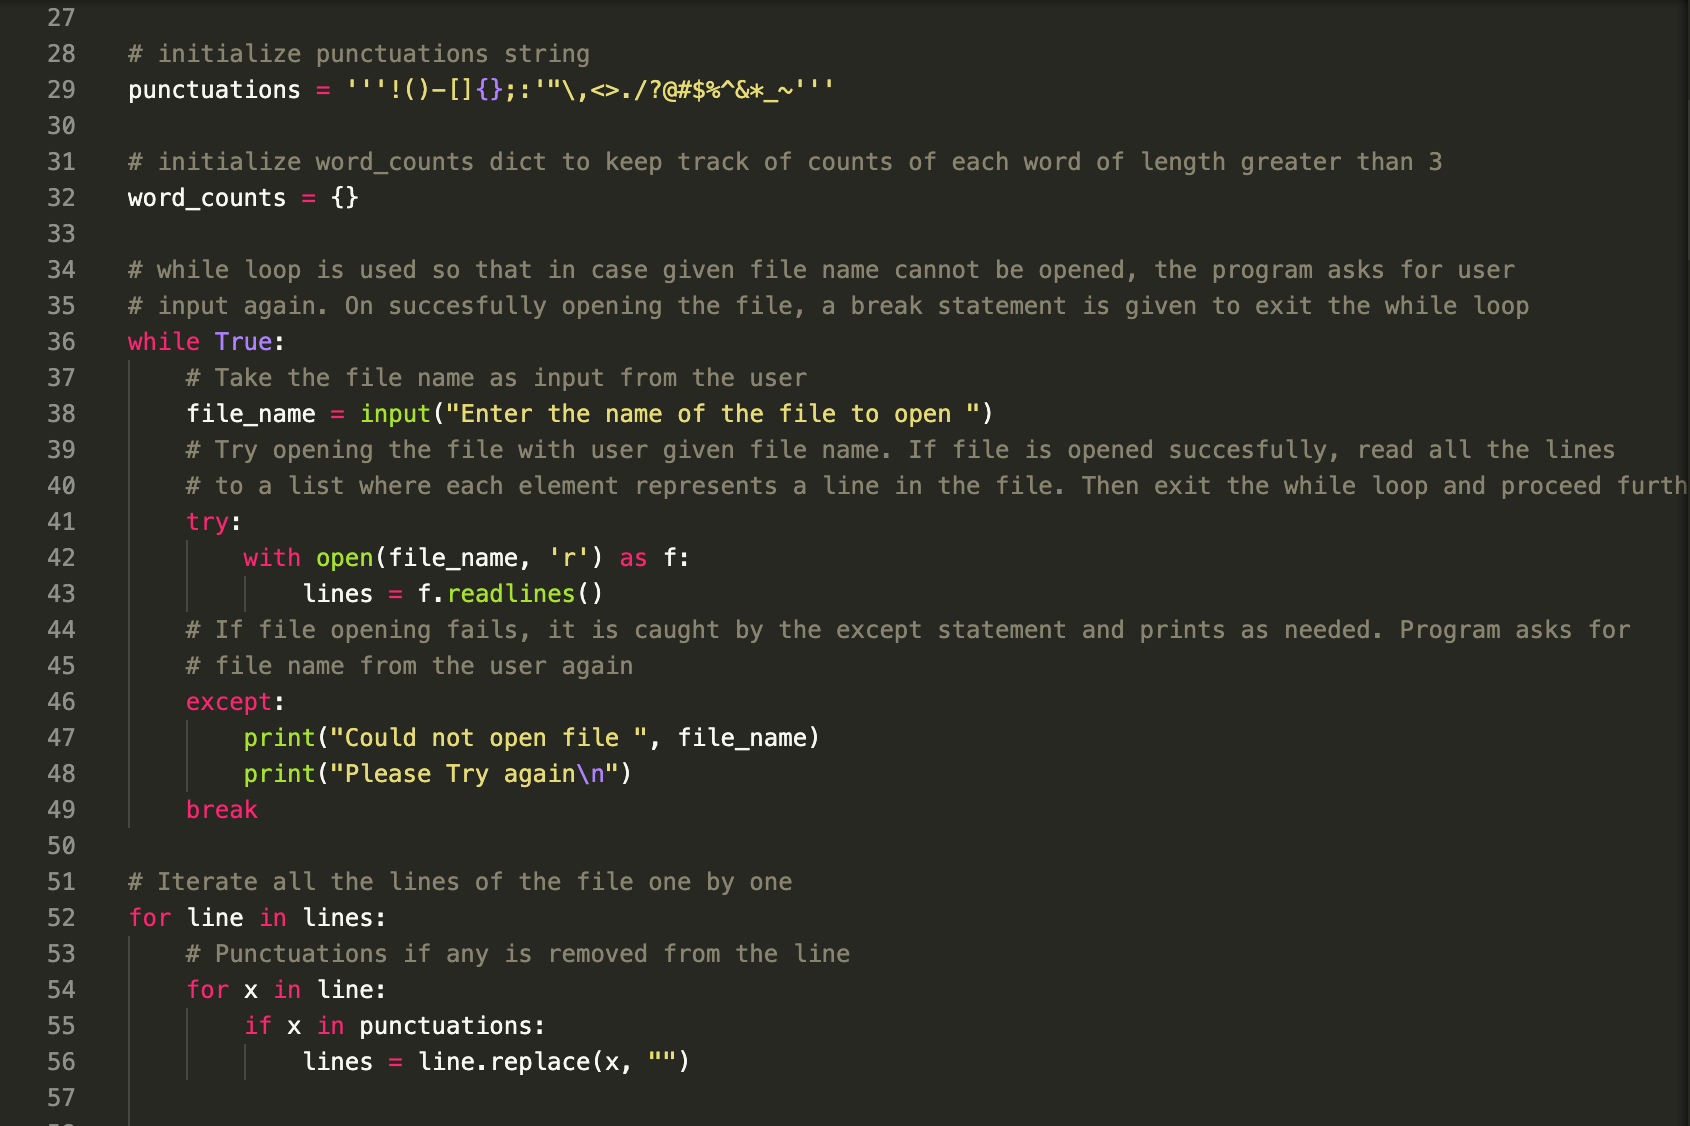 27
28 # initialize punctuations string
29 punctuations = '''!()-[]{};:'"\,<>./?@#$%^&*_~'''
30
31 # initialize word_counts dict to keep track of counts of each word of length greater than 3
32 word_counts = {}
33
34 # while loop is used so that in case given file name cannot be opened, the program asks for user
35 # input again. On succesfully opening the file, a break statement is given to exit the while loop
36 while True:
37     # Take the file name as input from the user
38     file_name = input("Enter the name of the file to open ")
39     # Try opening the file with user given file name. If file is opened succesfully, read all the lines
40     # to a list where each element represents a line in the file. Then exit the while loop and proceed furth
41     try:
42         with open(file_name, 'r') as f:
43             lines = f.readlines()
44     # If file opening fails, it is caught by the except statement and prints as needed. Program asks for
45     # file name from the user again
46     except:
47         print("Could not open file ", file_name)
48         print("Please Try again\n")
49     break
50
51 # Iterate all the lines of the file one by one
52 for line in lines:
53     # Punctuations if any is removed from the line
54     for x in line:
55         if x in punctuations:
56             lines = line.replace(x, "")
57